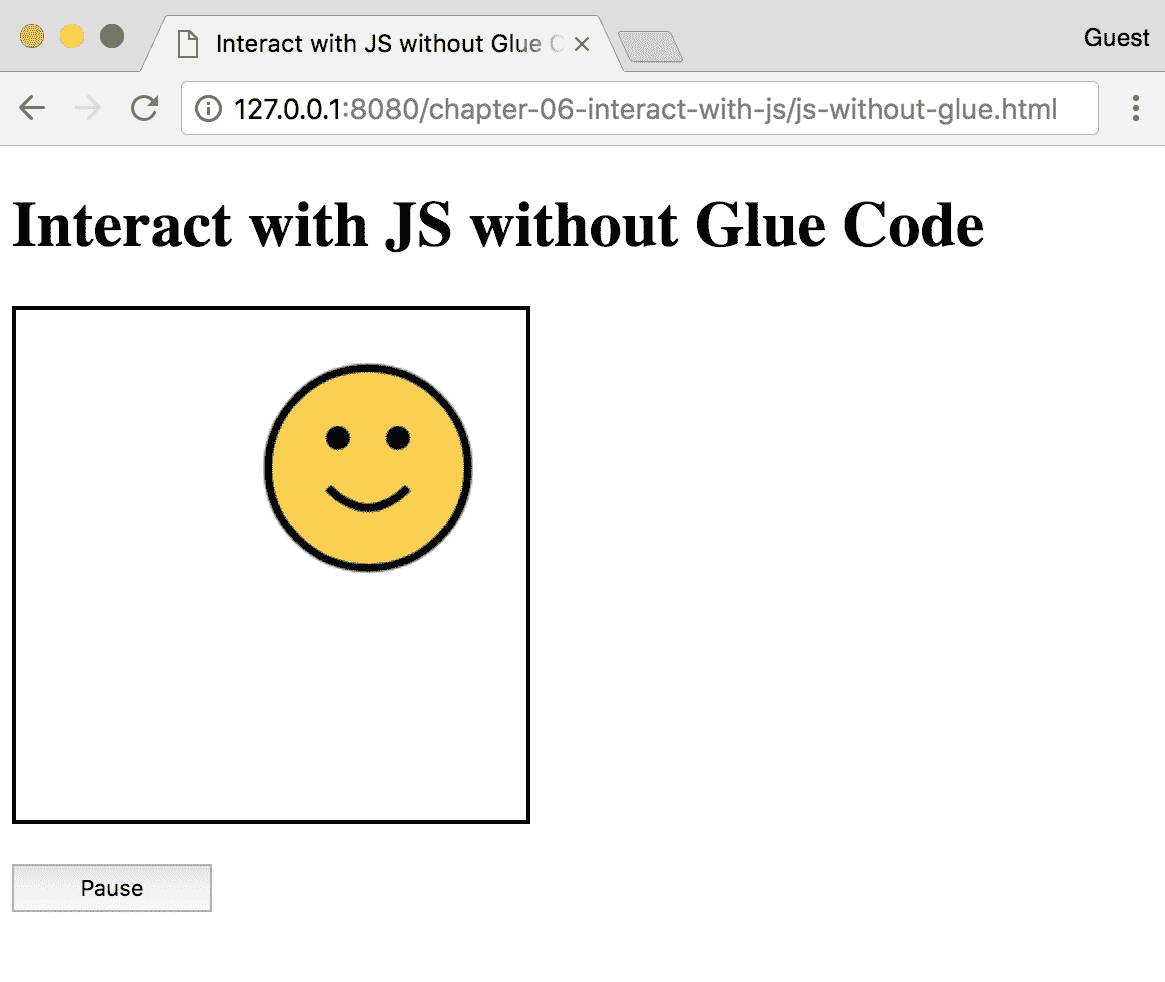 Interact with JS without Glue C
Guest
127.0.0.1:8080/chapter-06-interact-with-js/js-without-glue.html
Interact with JS without Glue Code
Pause